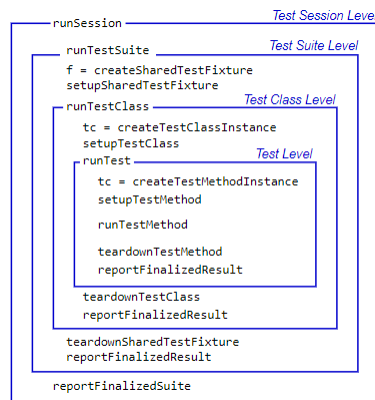 Test Session Level
runSession
Test Suite Level
runTestSuite
f = createSharedTestFixture
setupSharedTestFixture
Test Class Level
runTestClass
tc = createTestClassInstance
setupTestClass
Test Level
runTest
tc = createTestMethodInstance
setupTestMethod
runTestMethod
teardownTestMethod
reportFinalizedResult
teardownTestClass
reportFinalizedResult
teardownSharedTestFixture
reportFinalizedResult
reportFinalizedSuite